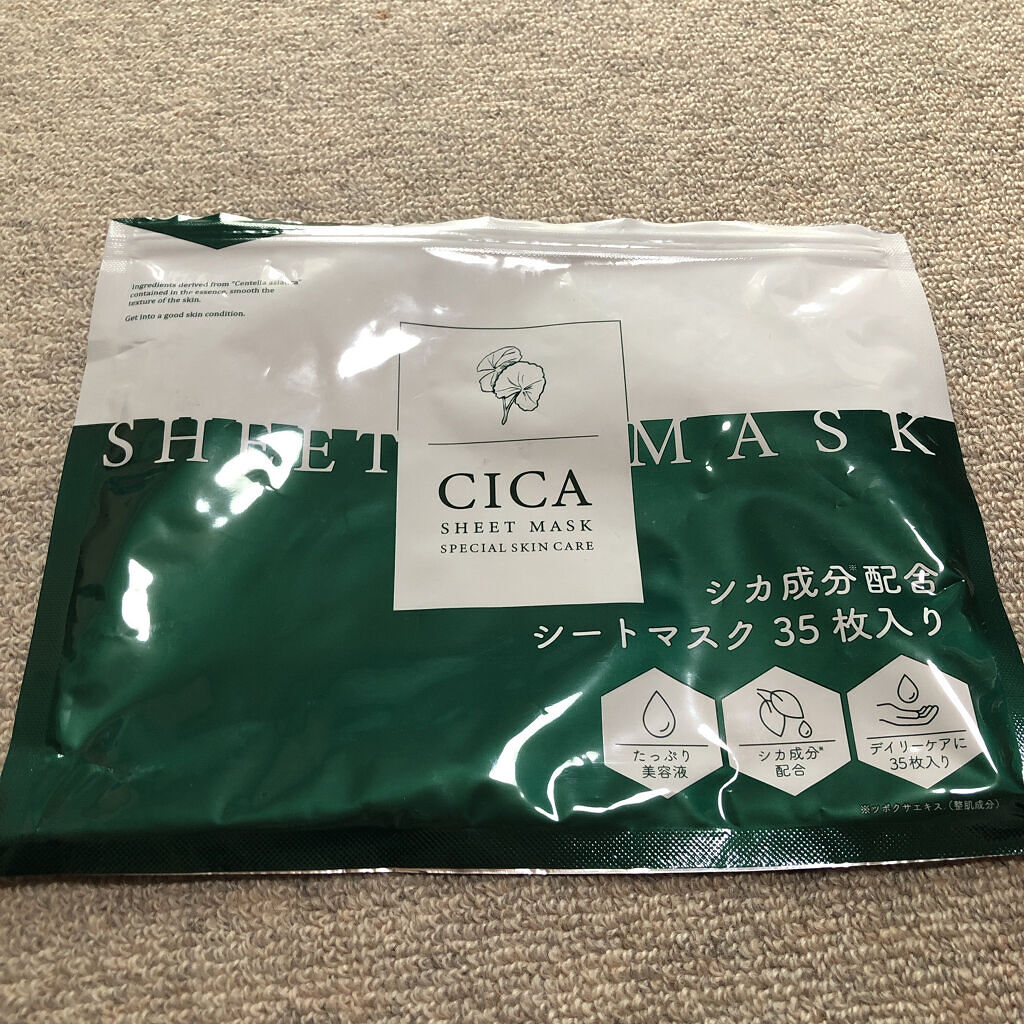 Ingredients derived from "Centella asiatica"
contained in the essence, smooth the
texture of the skin.
Get into a good skin condition.
SHEET MASK
CICA
SHEET MASK
SPECIAL SKIN CARE
シカ成分※配合
シートマスク 35 枚入り
たっぷり
美容液
シカ成分※
配合
デイリーケアに
35枚入り
※ツボクサエキス（整肌成分）